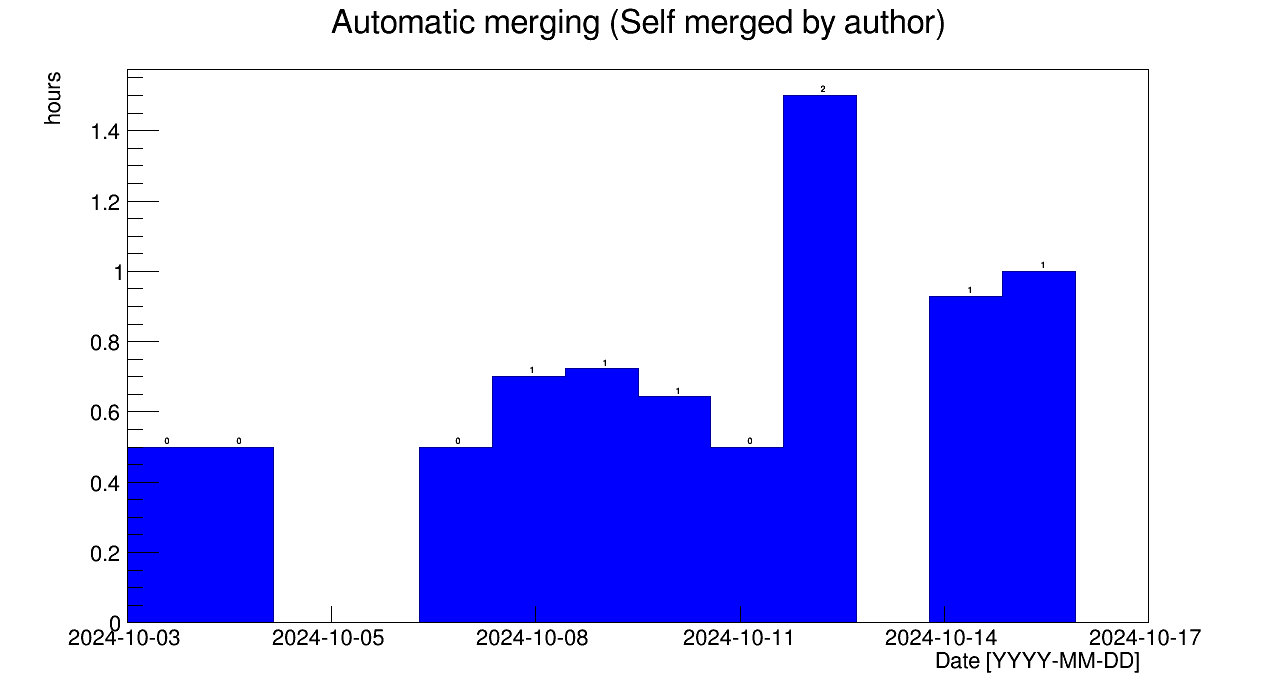 Automatic merging (Self merged by author)
hours
1.4
1.2
1
0.8
0.6
0.4
0.2
0
0 0 0 1 1 1 0 2 1 1
2024-10-03 2024-10-05 2024-10-08 2024-10-11 2024-10-14 2024-10-17
Date [YYYY-MM-DD]